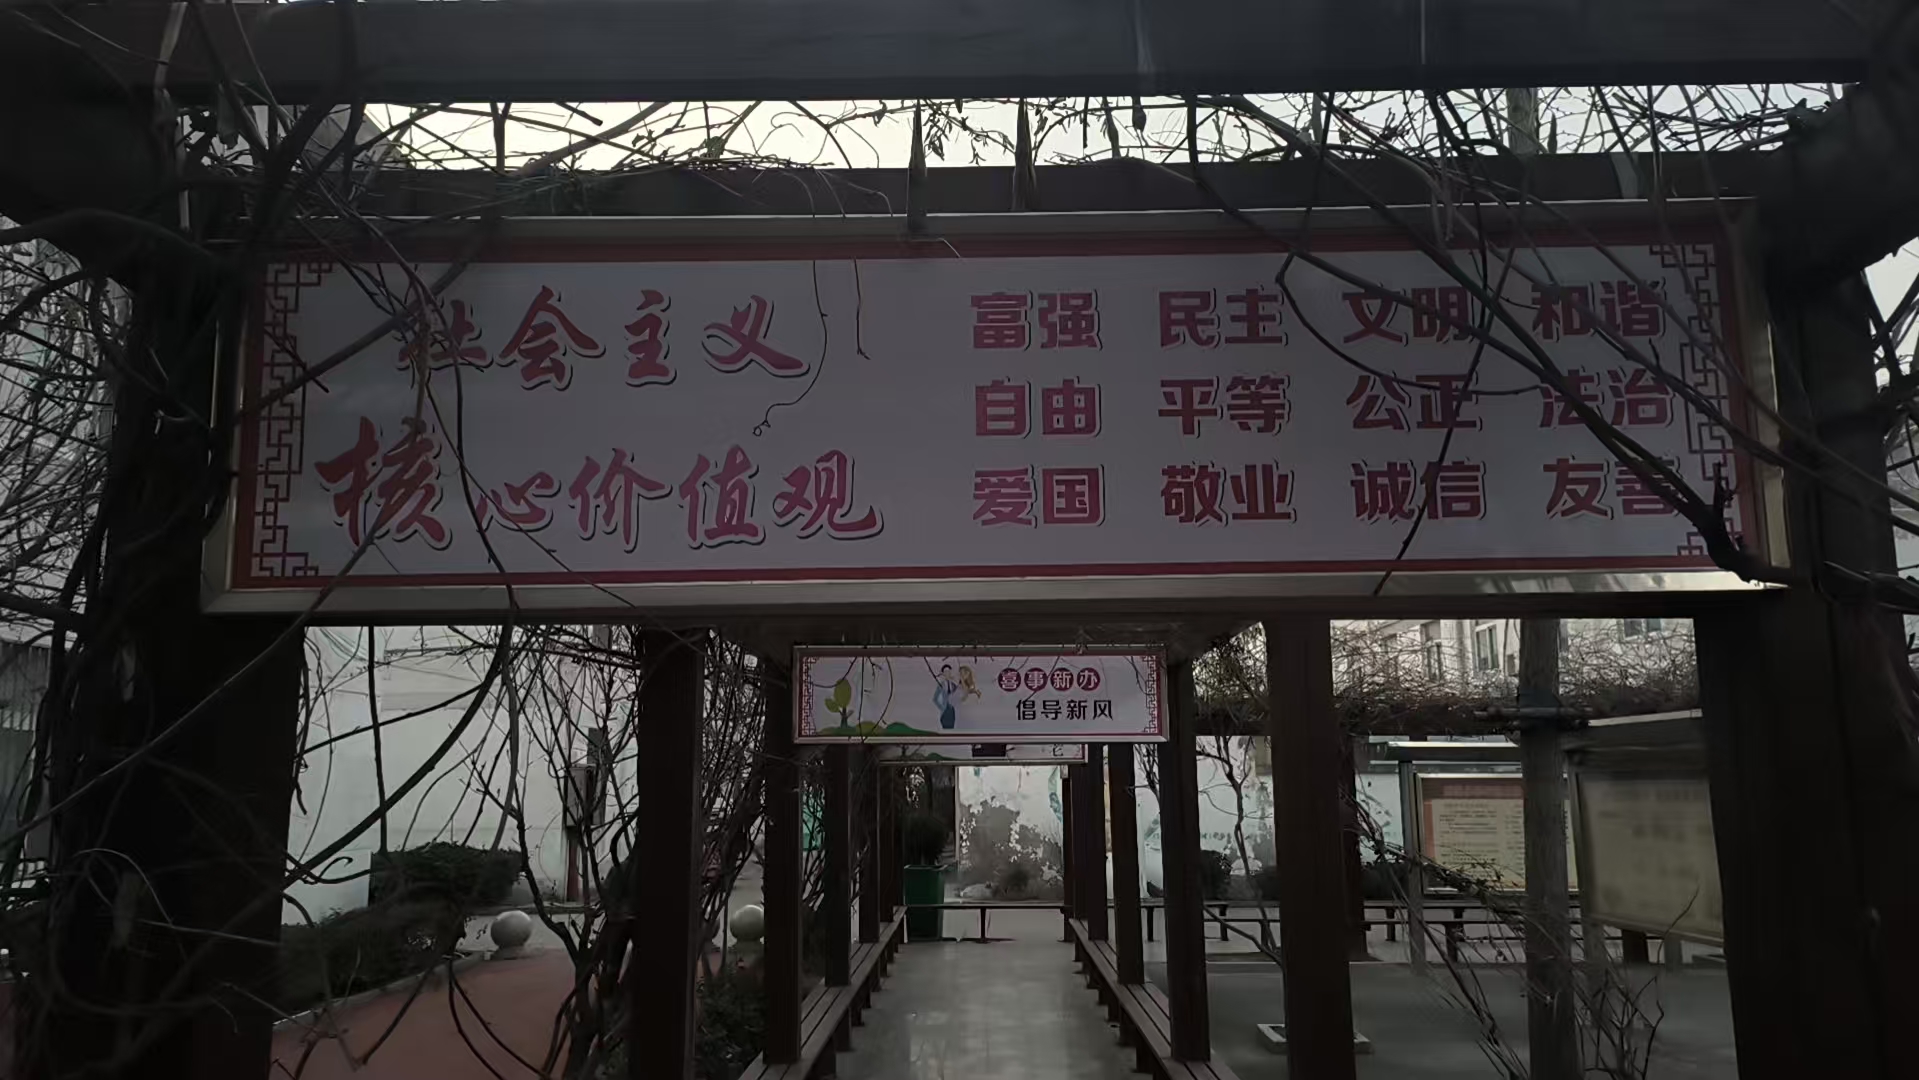 社会主义
核心价值观
富强 民主 文明 和谐
自由 平等 公正 法治
爱国 敬业 诚信 友善
喜事新办
倡导新风